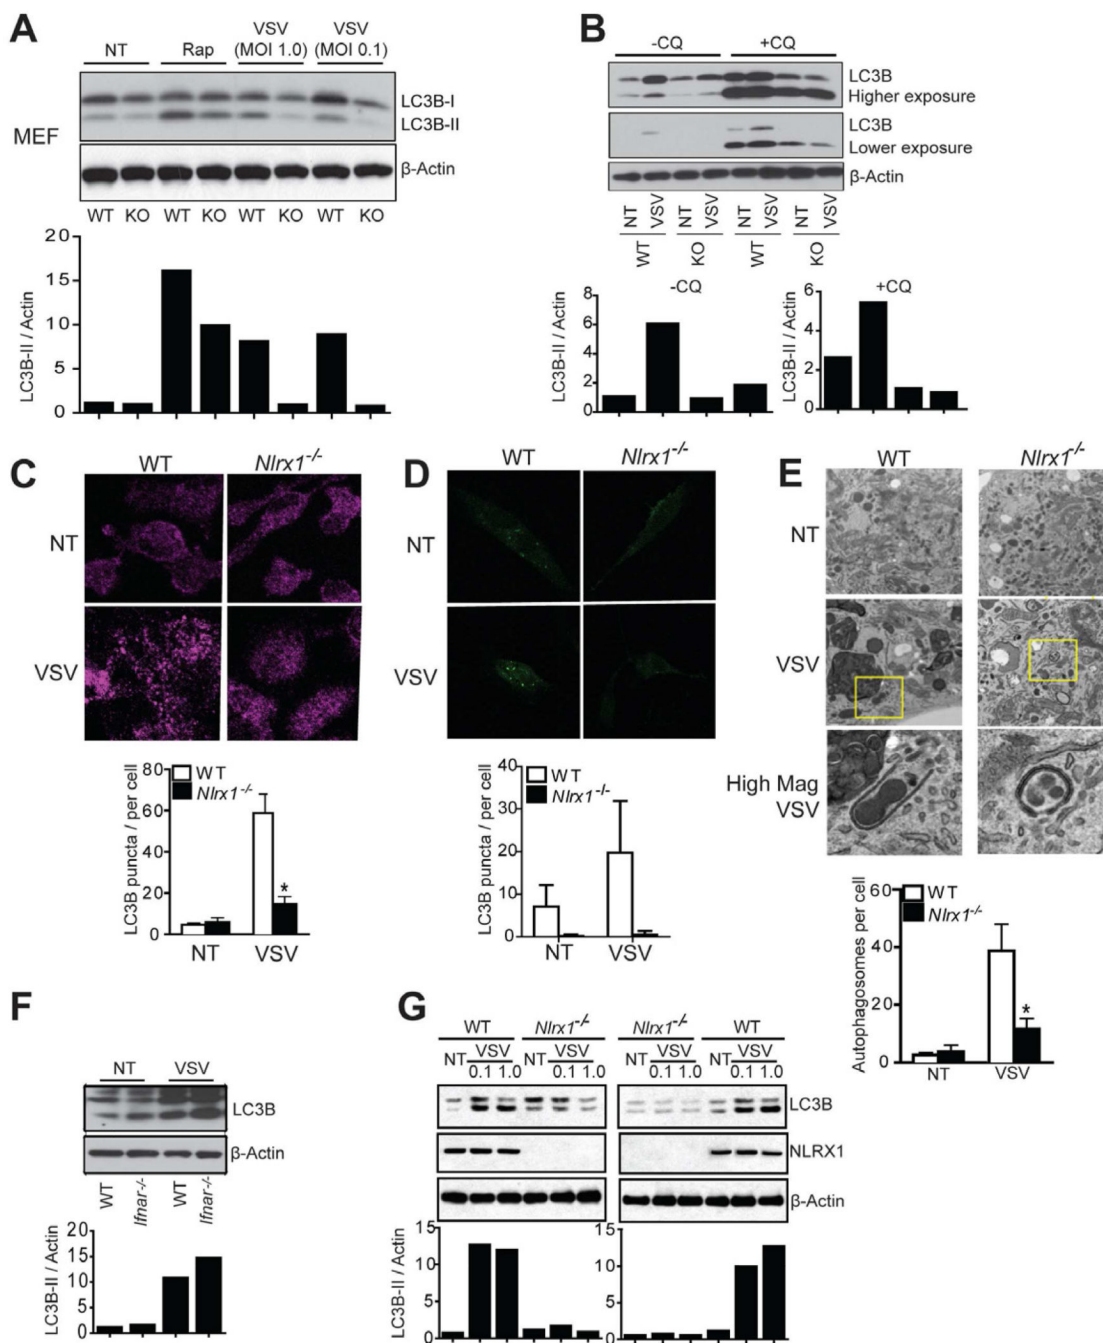 A
NT Rap VSV (MOI 1.0) VSV (MOI 0.1)
MEF
LC3B-I
LC3B-II
β-Actin
WT KO WT KO WT KO WT KO
LC3B-II / Actin
20
15
10
5
0
B
-CQ +CQ
LC3B
Higher exposure
LC3B
Lower exposure
β-Actin
NT VSV NT VSV NT VSV NT VSV
WT KO WT KO
-CQ
LC3B-II / Actin
8
6
4
2
0
+CQ
LC3B-II / Actin
6
4
2
0
C
WT Nlrx1-/-
NT
VSV
LC3B puncta / per cell
80
60
40
20
0
WT
Nlrx1-/-
*
NT VSV
D
WT Nlrx1-/-
NT
VSV
LC3B puncta / per cell
40
30
20
10
0
WT
Nlrx1-/-
NT VSV
E
WT Nlrx1-/-
NT
VSV
High Mag
VSV
Autophagosomes per cell
60
40
20
0
WT
Nlrx1-/-
*
NT VSV
F
NT VSV
LC3B
β-Actin
WT Ifnar-/- WT Ifnar-/-
LC3B-II / Actin
20
15
10
5
0
G
WT Nlrx1-/- Nlrx1-/- WT
NT VSV NT VSV NT VSV NT VSV
0.1 1.0 0.1 1.0 0.1 1.0 0.1 1.0
LC3B
NLRX1
β-Actin
LC3B-II / Actin
15
10
5
0
15
10
5
0